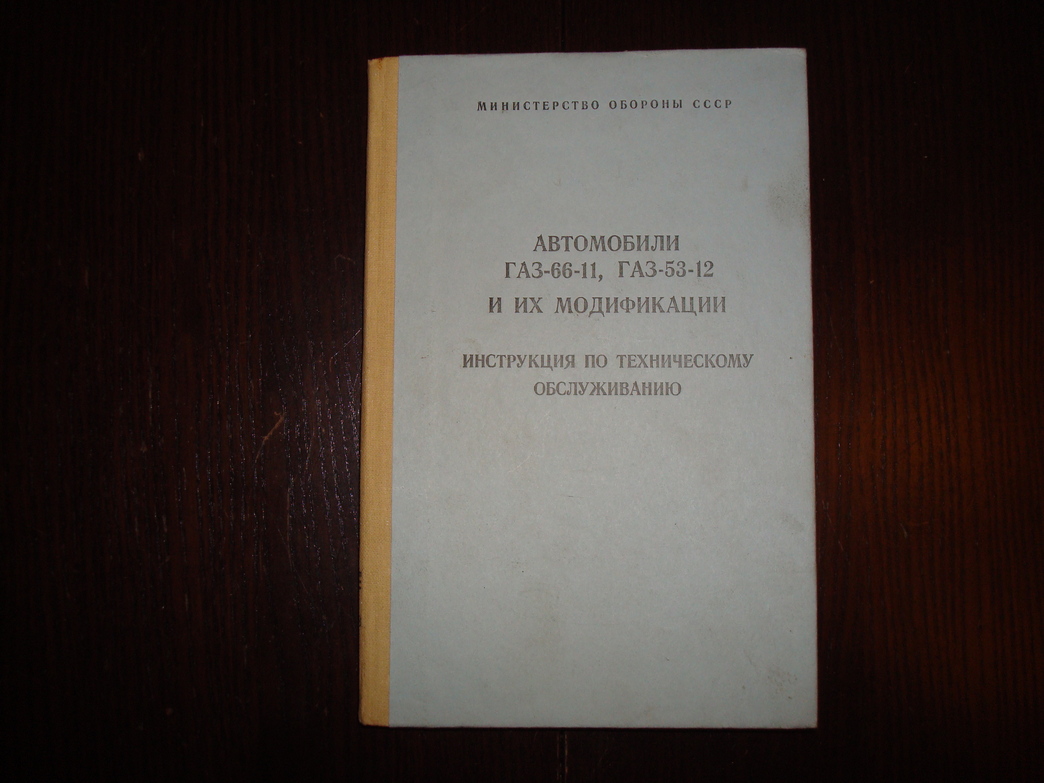 МИНИСТЕРСТВО ОБОРОНЫ СССР
АВТОМОБИЛИ
ГАЗ-66-11, ГАЗ-53-12
И ИХ МОДИФИКАЦИИ
ИНСТРУКЦИЯ ПО ТЕХНИЧЕСКОМУ
ОБСЛУЖИВАНИЮ